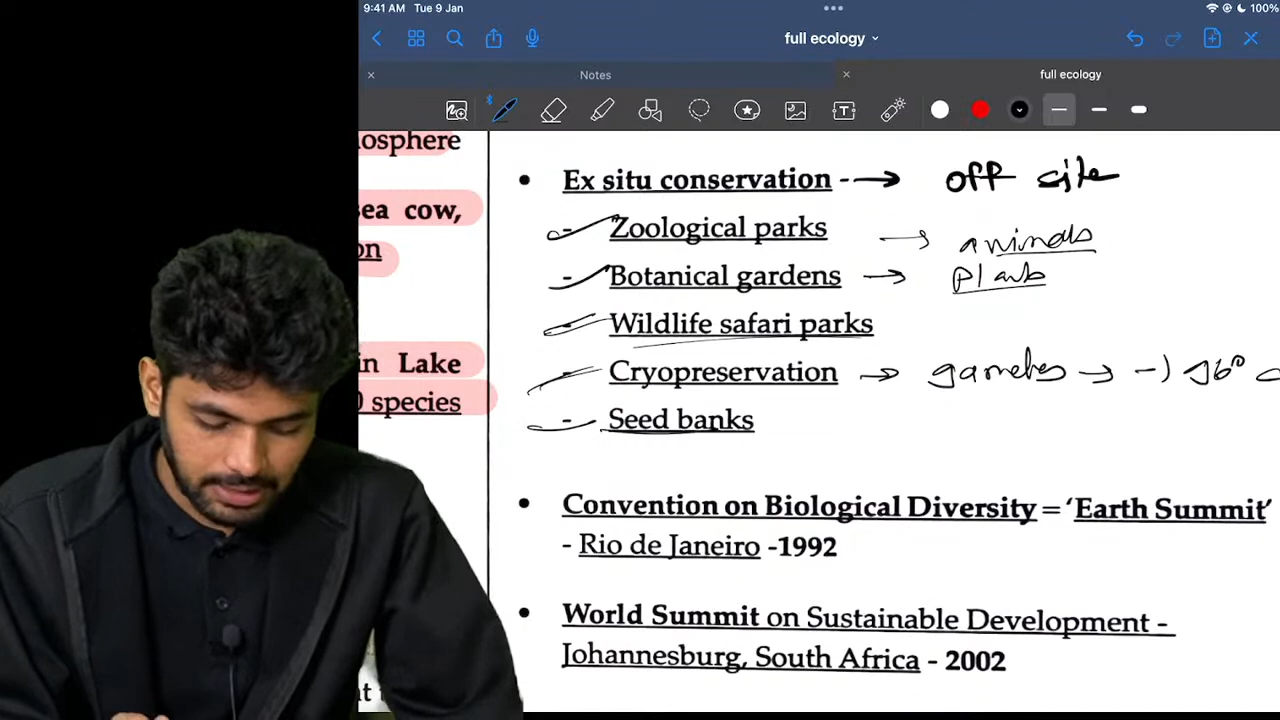 9:41 AM Tue 9 Jan
100%
full ecology
Notes
full ecology
osphere
sea cow,
on
in Lake
0 species
• Ex situ conservation - → off site
- Zoological parks → animals
- Botanical gardens → plants
- Wildlife safari parks
- Cryopreservation → gametes → -196°
- Seed banks
• Convention on Biological Diversity = ‘Earth Summit’
- Rio de Janeiro -1992
• World Summit on Sustainable Development -
Johannesburg, South Africa - 2002